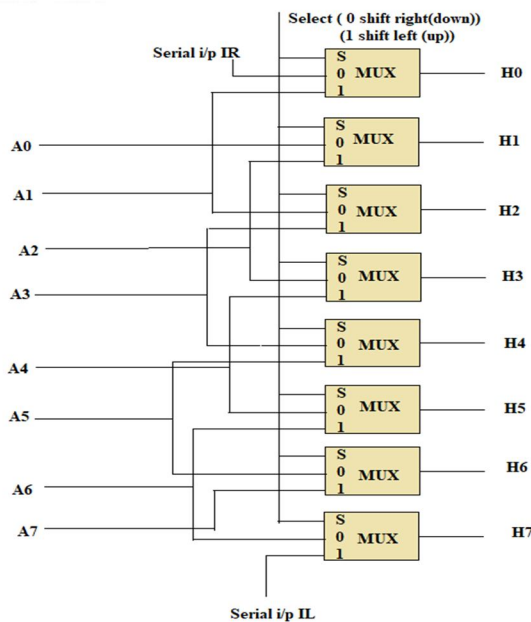 Select ( 0 shift right(down))
(1 shift left (up))
Serial i/p IR
S
0 MUX
1
H0
A0
S
0 MUX
1
H1
A1
S
0 MUX
1
H2
A2
S
0 MUX
1
H3
A3
S
0 MUX
1
H4
A4
S
0 MUX
1
H5
A5
S
0 MUX
1
H6
A6
A7
S
0 MUX
1
H7
Serial i/p IL